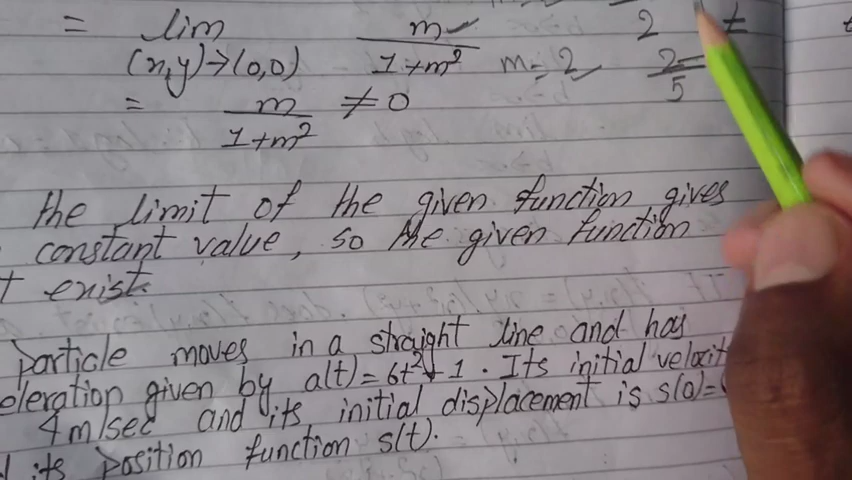 = lim m/1+m² 2 ≠
(x,y)→(0,0) m=2 2/5
= m/1+m² ≠0
the limit of the given function gives
constant value, so the given function
exist.
particle moves in a straight line and has
eleration given by a(t)=6t²+1. Its initial velocit
4m/sec and its initial displacement is s(0)=
its position function s(t).